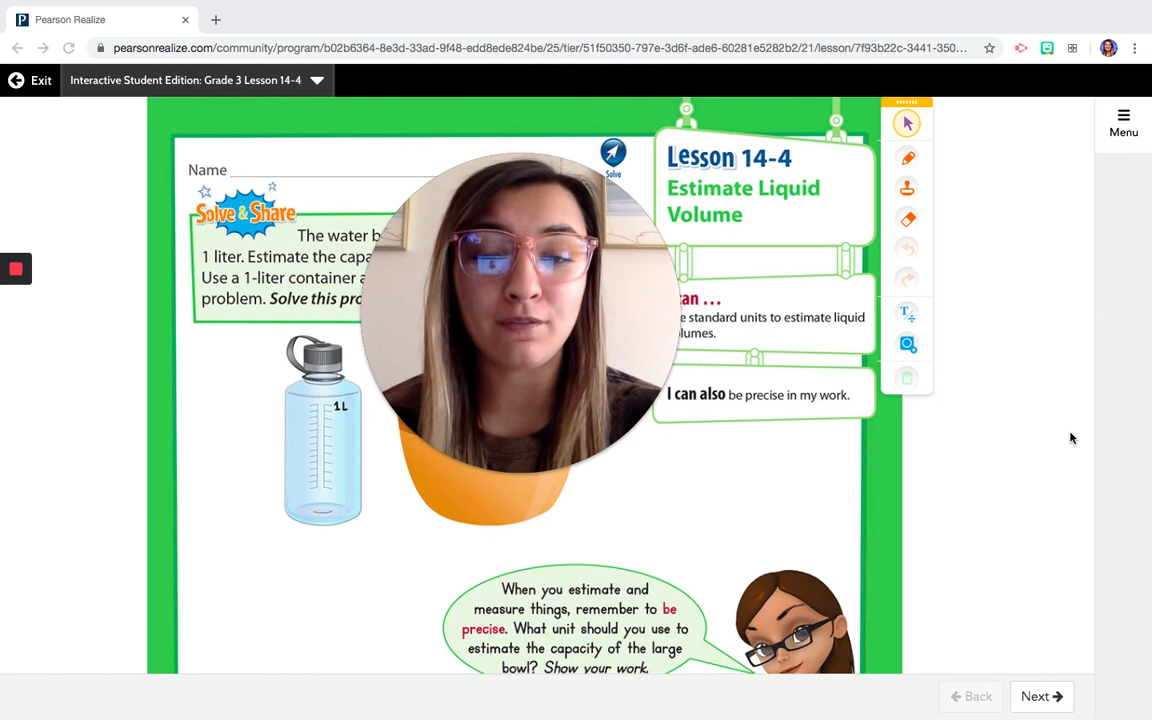 Pearson Realize
pearsonrealize.com/community/program/b02b6364-8e3d-33ad-9f48-edd8ede824be/25/tier/51f50350-797e-3d6f-ade6-60281e5282b2/21/lesson/7f93b22c-3441-350...
Exit
Interactive Student Edition: Grade 3 Lesson 14-4
Menu
Name
Solve
Lesson 14-4
Estimate Liquid
Volume
Solve & Share
The water b
1 liter. Estimate the capa
Use a 1-liter container a
problem. Solve this pro
an ...
e standard units to estimate liquid
lumes.
I can also be precise in my work.
1L
When you estimate and
measure things, remember to be
precise. What unit should you use to
estimate the capacity of the large
bowl? Show your work.
Back
Next